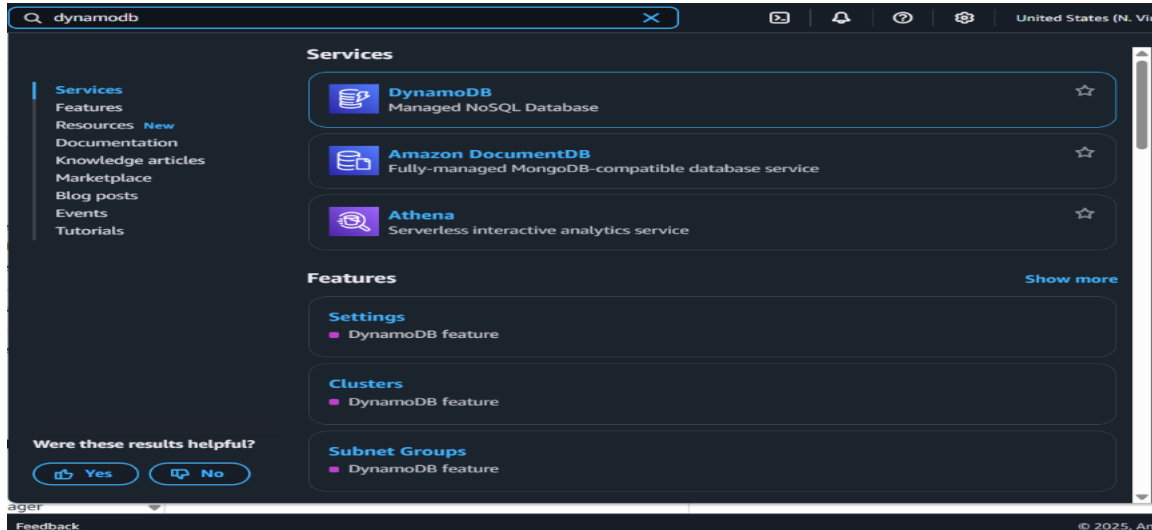 dynamodb
United States (N. Vi
Services
Features
Resources New
Documentation
Knowledge articles
Marketplace
Blog posts
Events
Tutorials
Were these results helpful?
Yes
No
Services
DynamoDB
Managed NoSQL Database
Amazon DocumentDB
Fully-managed MongoDB-compatible database service
Athena
Serverless interactive analytics service
Features
Show more
Settings
DynamoDB feature
Clusters
DynamoDB feature
Subnet Groups
DynamoDB feature
ager
Feedback
© 2025, Am